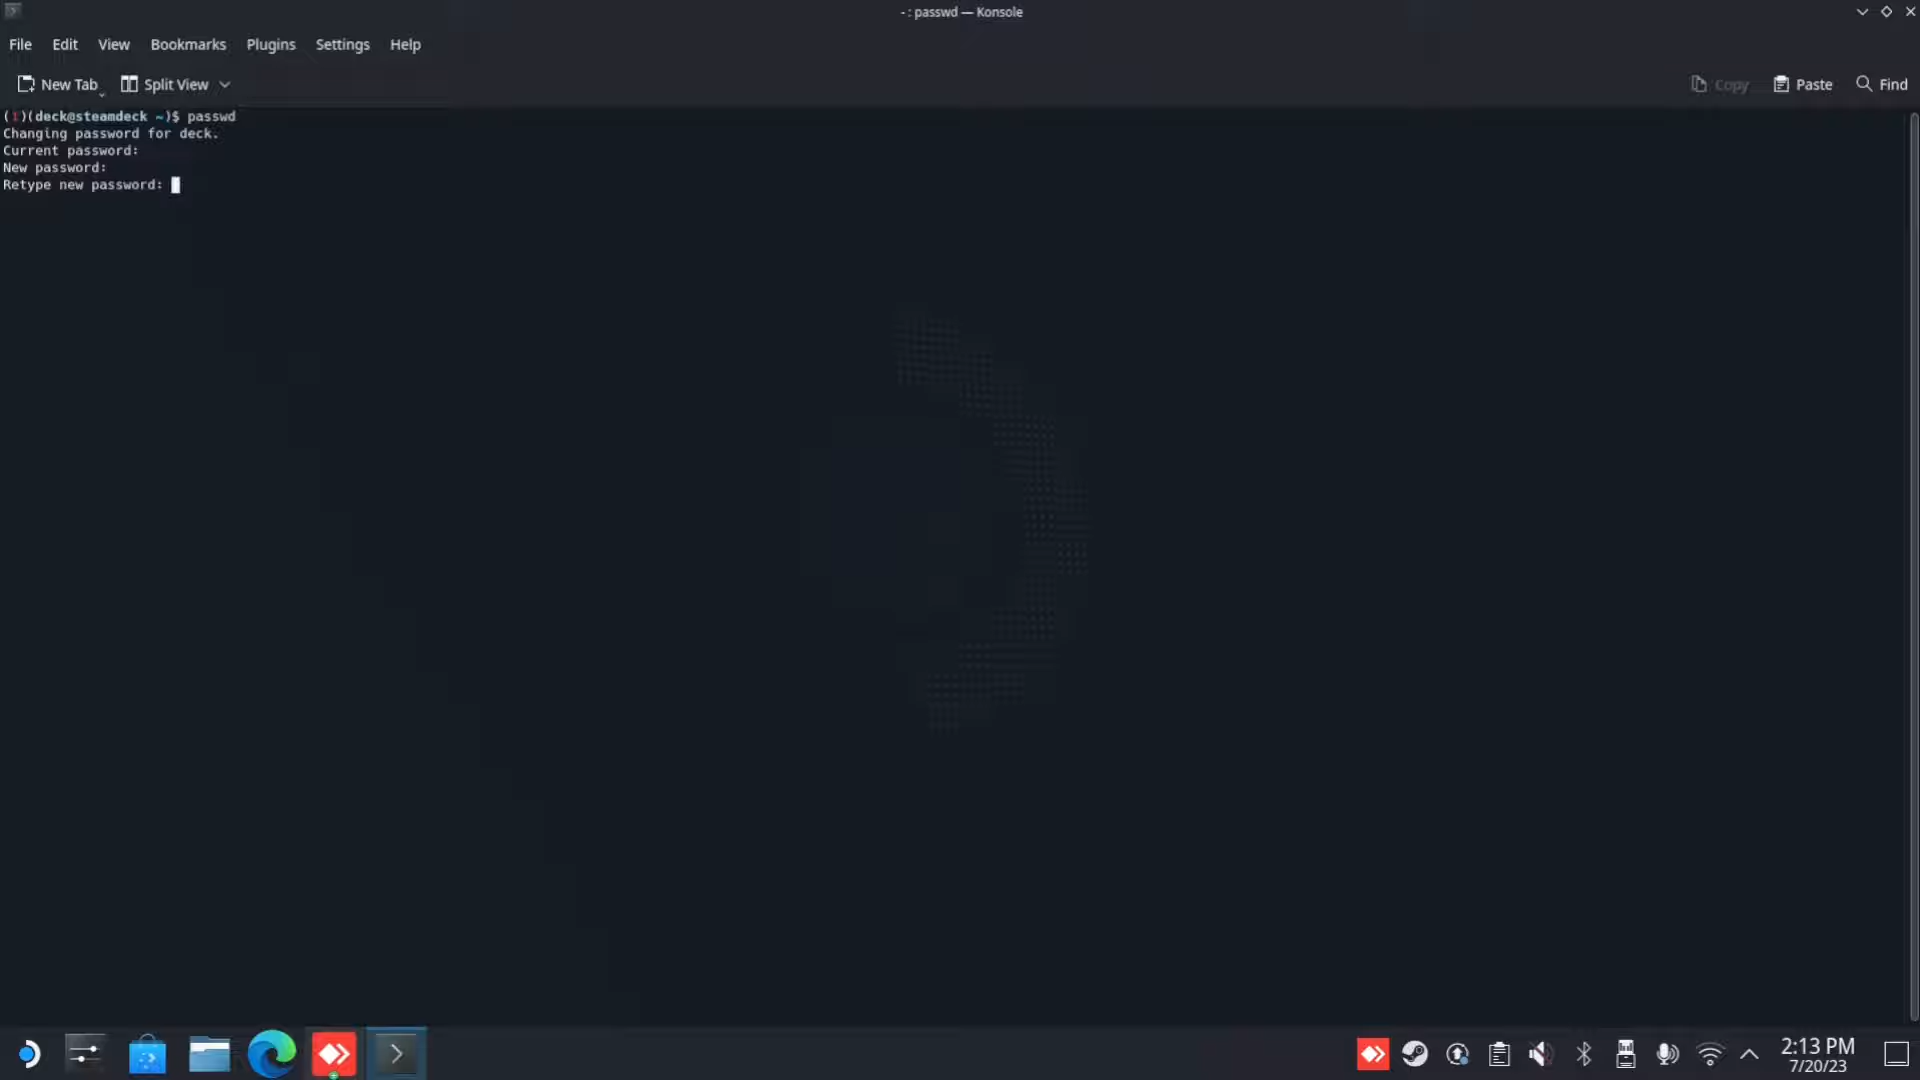 - : passwd — Konsole
File Edit View Bookmarks Plugins Settings Help
New Tab Split View Copy Paste Find
(1)(deck@steamdeck ~)$ passwd
Changing password for deck.
Current password:
New password:
Retype new password:
2:13 PM
7/20/23